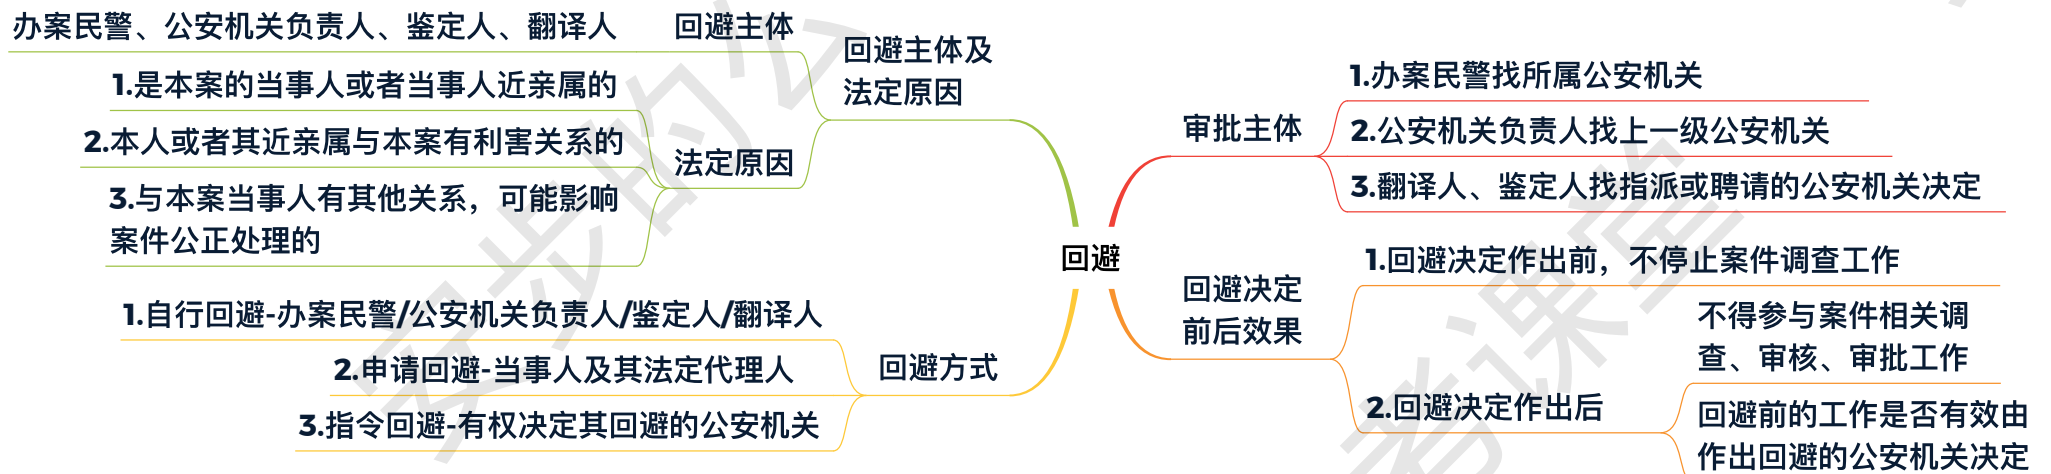 回避
回避主体及
法定原因
回避主体
办案民警、公安机关负责人、鉴定人、翻译人
法定原因
1.是本案的当事人或者当事人近亲属的
2.本人或者其近亲属与本案有利害关系的
3.与本案当事人有其他关系，可能影响
案件公正处理的
回避方式
1.自行回避-办案民警/公安机关负责人/鉴定人/翻译人
2.申请回避-当事人及其法定代理人
3.指令回避-有权决定其回避的公安机关
审批主体
1.办案民警找所属公安机关
2.公安机关负责人找上一级公安机关
3.翻译人、鉴定人找指派或聘请的公安机关决定
回避决定
前后效果
1.回避决定作出前，不停止案件调查工作
2.回避决定作出后
不得参与案件相关调
查、审核、审批工作
回避前的工作是否有效由
作出回避的公安机关决定
安步的公
考课堂